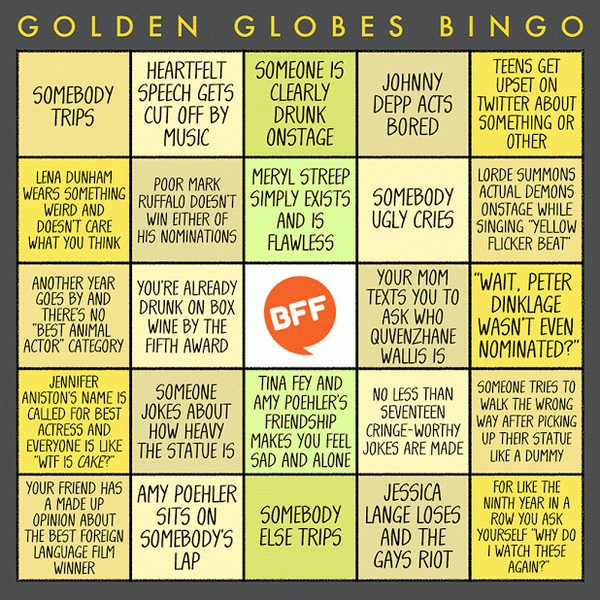 GOLDEN GLOBES BINGO
SOMEBODY
TRIPS
HEARTFELT
SPEECH GETS
CUT OFF BY
MUSIC
SOMEONE IS
CLEARLY
DRUNK
ONSTAGE
JOHNNY
DEPP ACTS
BORED
TEENS GET
UPSET ON
TWITTER ABOUT
SOMETHING OR
OTHER
LENA DUNHAM
WEARS SOMETHING
WEIRD AND
DOESN'T CARE
WHAT YOU THINK
POOR MARK
RUFFALO DOESN'T
WIN EITHER OF
HIS NOMINATIONS
MERYL STREEP
SIMPLY EXISTS
AND IS
FLAWLESS
SOMEBODY
UGLY CRIES
LORDE SUMMONS
ACTUAL DEMONS
ONSTAGE WHILE
SINGING "YELLOW
FLICKER BEAT"
ANOTHER YEAR
GOES BY AND
THERE'S NO
"BEST ANIMAL
ACTOR" CATEGORY
YOU'RE ALREADY
DRUNK ON BOX
WINE BY THE
FIFTH AWARD
BFF
YOUR MOM
TEXTS YOU TO
ASK WHO
QUVENZHANE
WALLIS IS
"WAIT, PETER
DINKLAGE
WASN'T EVEN
NOMINATED?"
JENNIFER
ANISTON'S NAME IS
CALLED FOR BEST
ACTRESS AND
EVERYONE IS LIKE
"WTF IS CAKE?"
SOMEONE
JOKES ABOUT
HOW HEAVY
THE STATUE IS
TINA FEY AND
AMY POEHLER'S
FRIENDSHIP
MAKES YOU FEEL
SAD AND ALONE
NO LESS THAN
SEVENTEEN
CRINGE-WORTHY
JOKES ARE MADE
SOMEONE TRIES TO
WALK THE WRONG
WAY AFTER PICKING
UP THEIR STATUE
LIKE A DUMMY
YOUR FRIEND HAS
A MADE UP
OPINION ABOUT
THE BEST FOREIGN
LANGUAGE FILM
WINNER
AMY POEHLER
SITS ON
SOMEBODY'S
LAP
SOMEBODY
ELSE TRIPS
JESSICA
LANGE LOSES
AND THE
GAYS RIOT
FOR LIKE THE
NINTH YEAR IN A
ROW YOU ASK
YOURSELF "WHY DO
I WATCH THESE
AGAIN?"